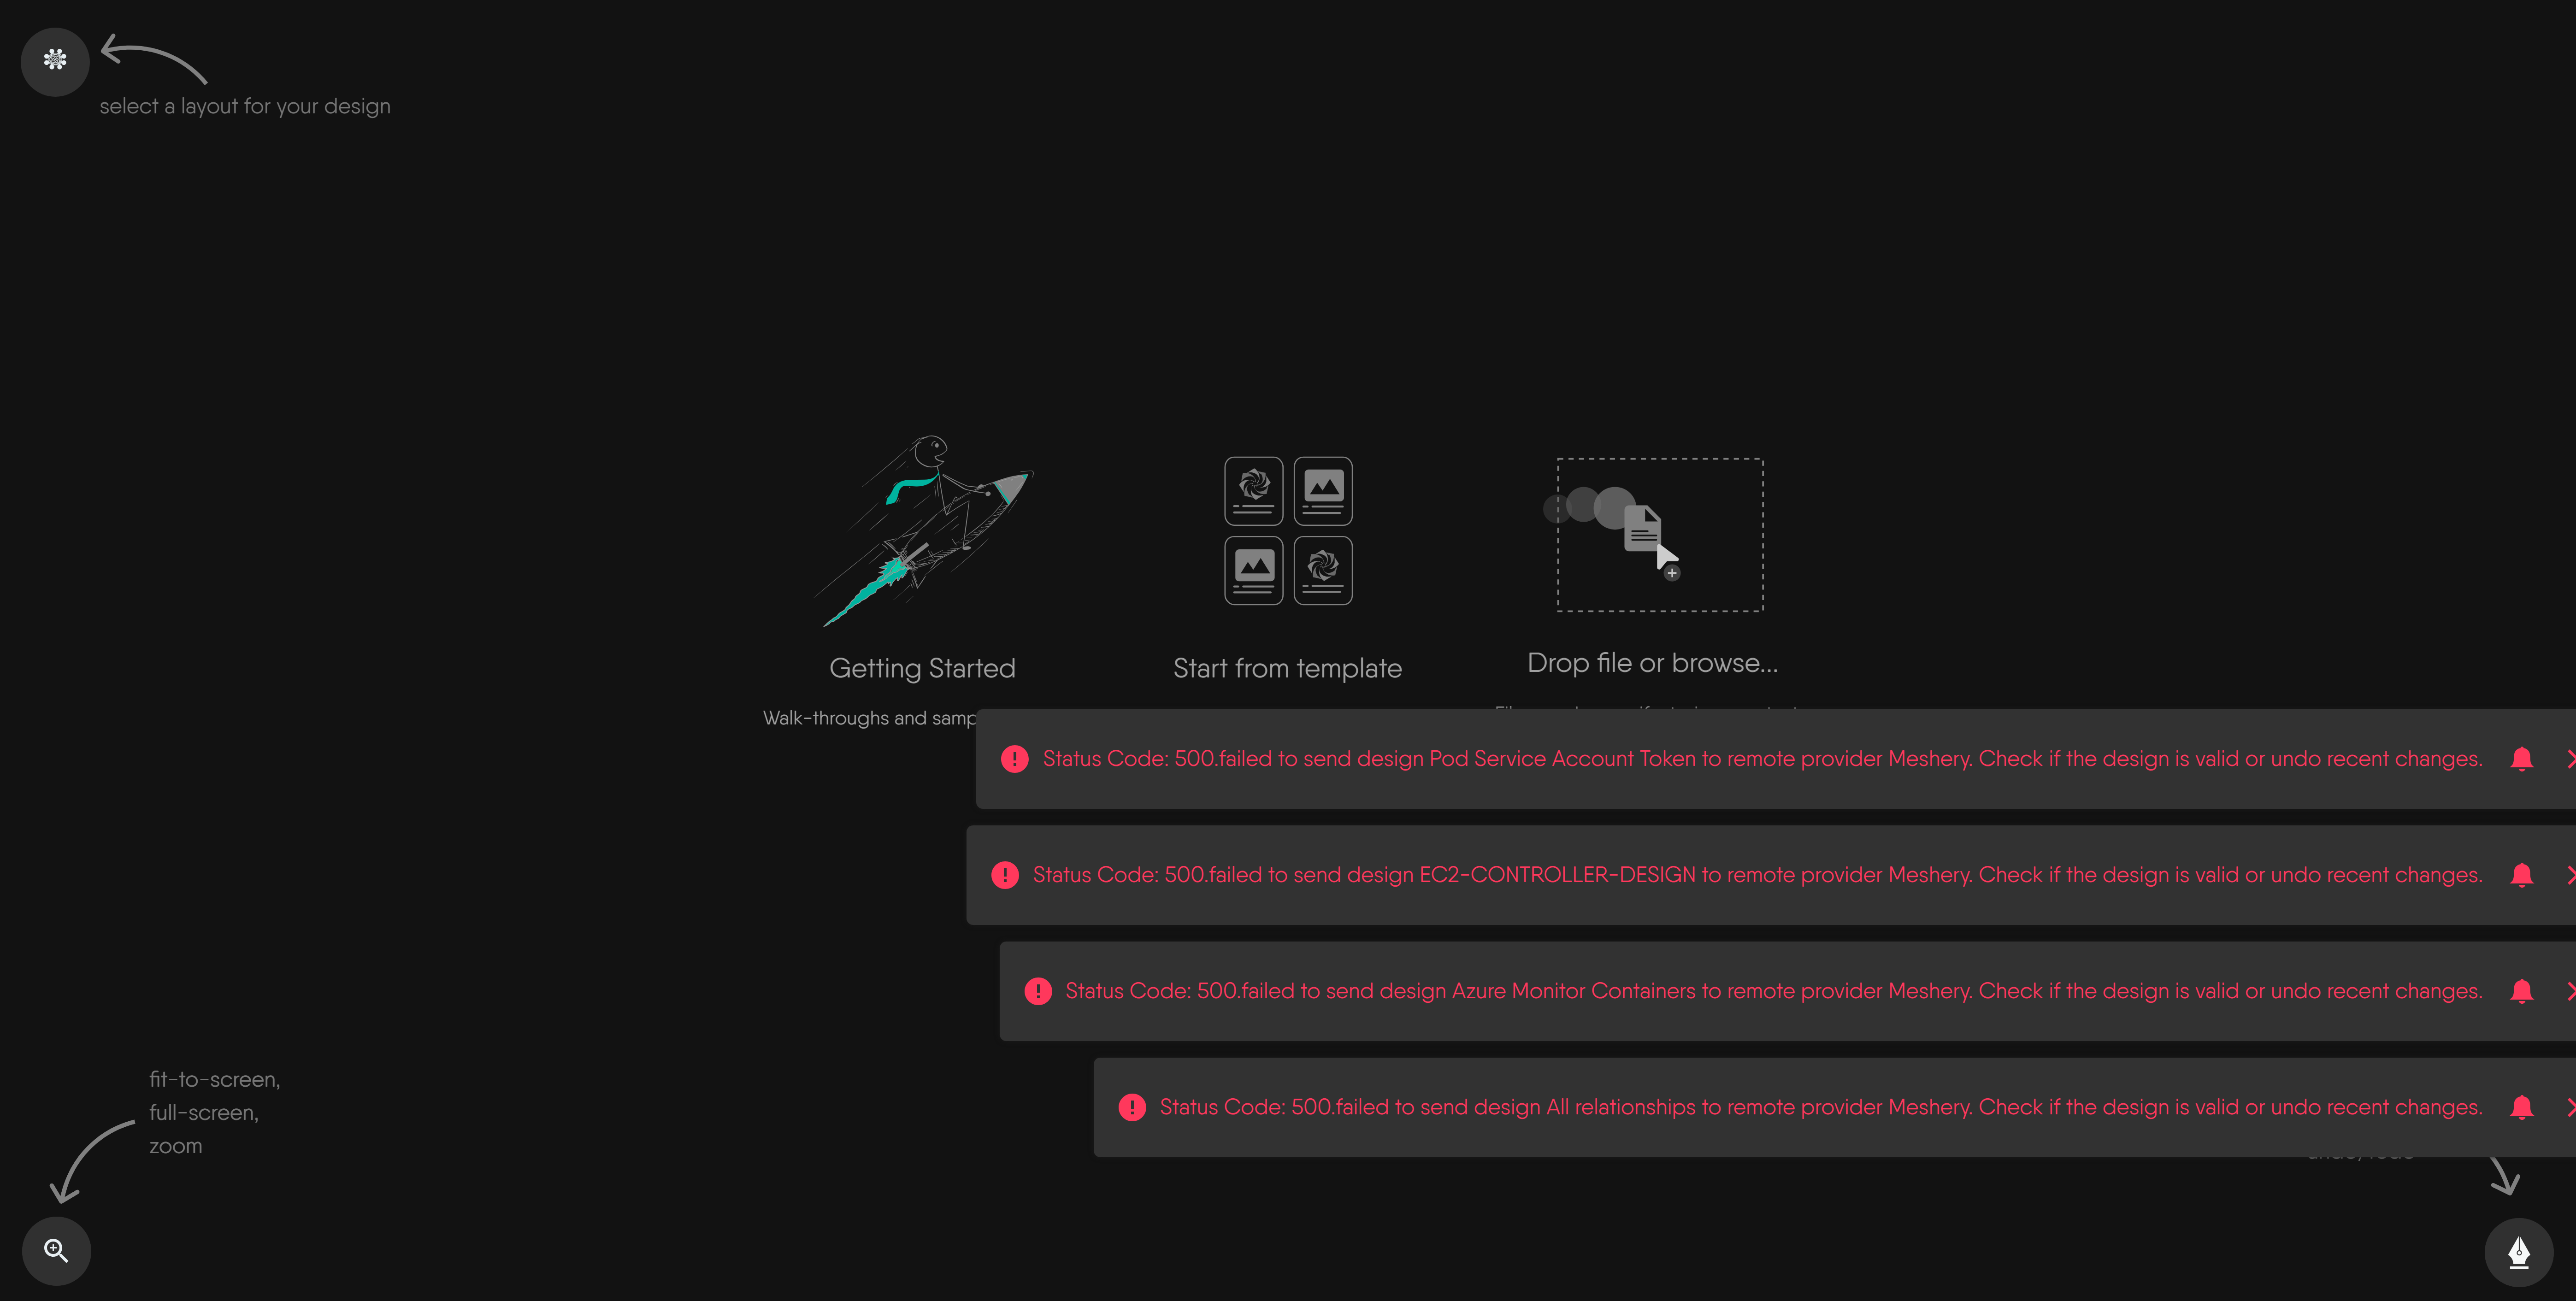 select a layout for your design
Getting Started
Start from template
Drop file or browse...
Walk-throughs and samp
Status Code: 500.failed to send design Pod Service Account Token to remote provider Meshery. Check if the design is valid or undo recent changes.
Status Code: 500.failed to send design EC2-CONTROLLER-DESIGN to remote provider Meshery. Check if the design is valid or undo recent changes.
Status Code: 500.failed to send design Azure Monitor Containers to remote provider Meshery. Check if the design is valid or undo recent changes.
Status Code: 500.failed to send design All relationships to remote provider Meshery. Check if the design is valid or undo recent changes.
fit-to-screen,
full-screen,
zoom